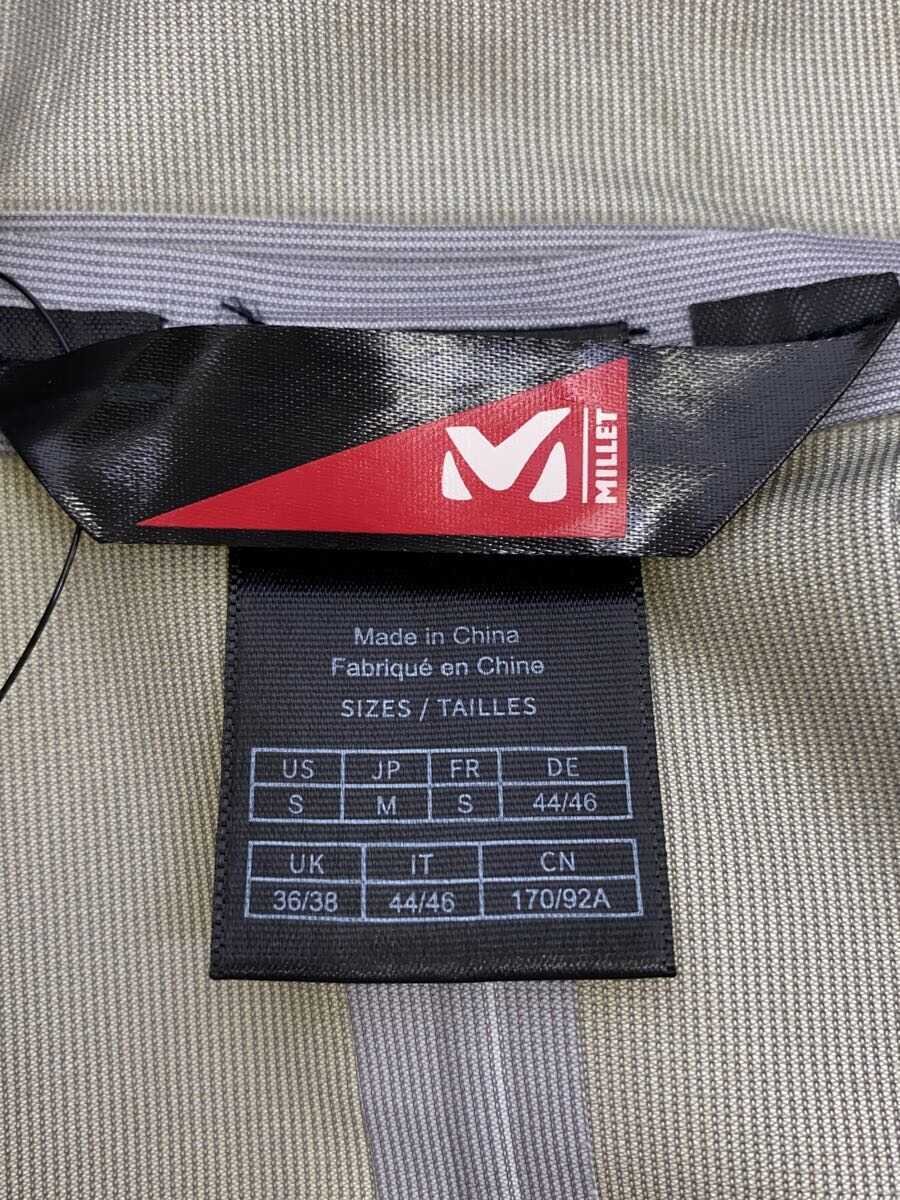 MILLET
Made in China
Fabriqué en Chine
SIZES / TAILLES
US JP FR DE
S M S 44/46
UK IT CN
36/38 44/46 170/92A